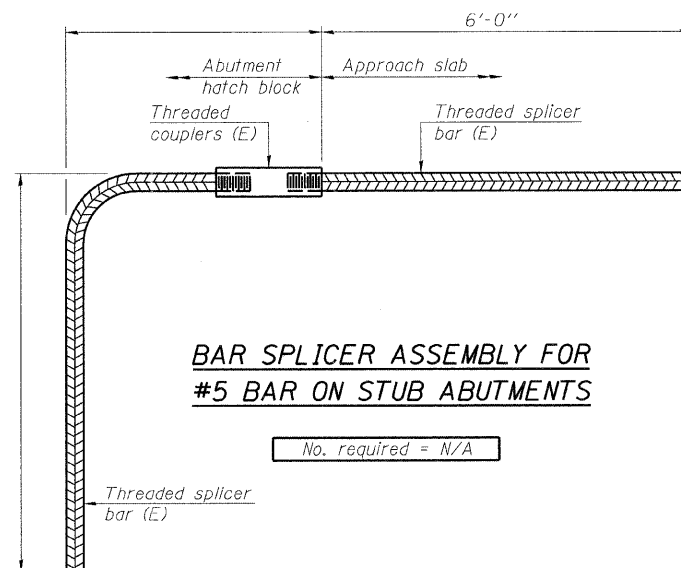 6'-0"
Abutment
hatch block
Approach slab
Threaded
couplers (E)
Threaded splicer
bar (E)
BAR SPLICER ASSEMBLY FOR
#5 BAR ON STUB ABUTMENTS
No. required = N/A
Threaded splicer
bar (E)